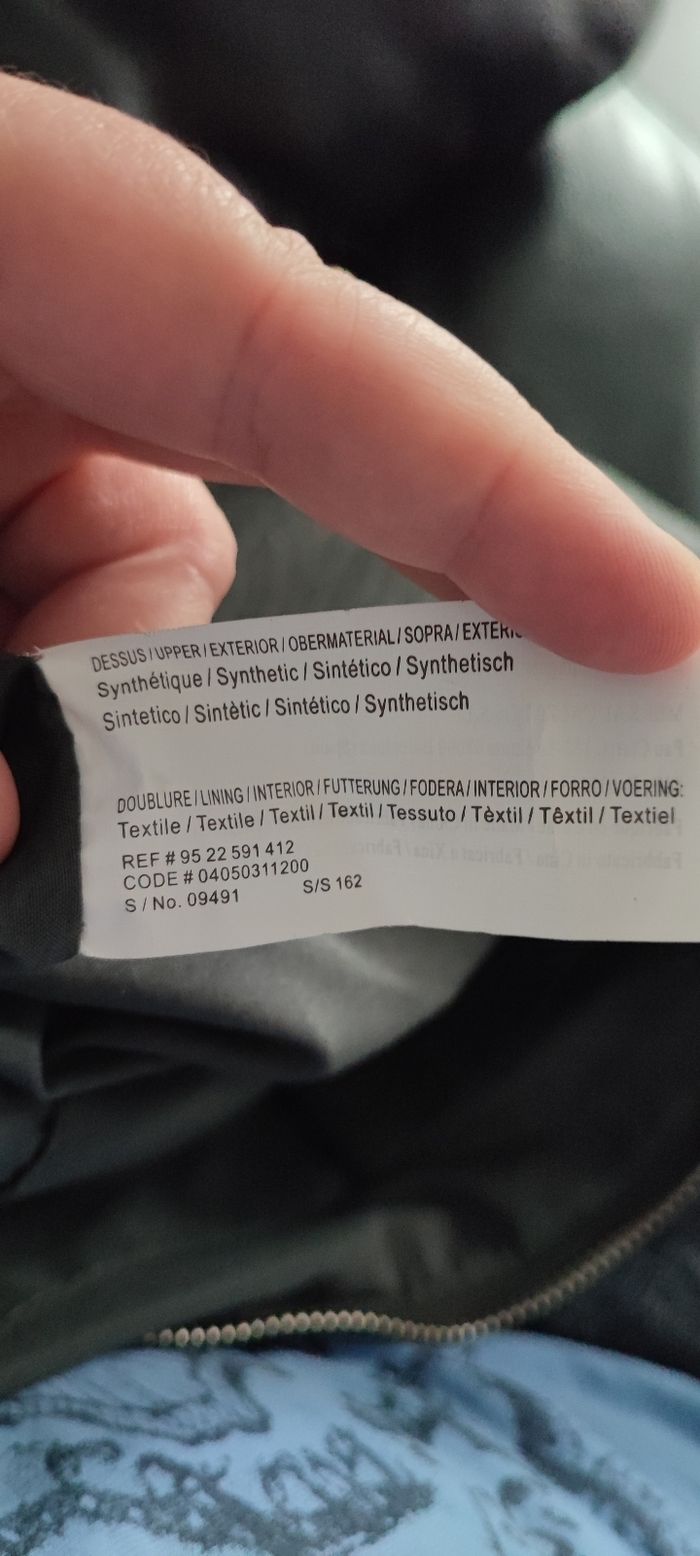 DESSUS / UPPER / EXTERIOR / OBERMATERIAL / SOPRA /
Synthétique / Synthetic / Sintético / Synthetisch
Sintetico / Sintètic / Sintético / Synthetisch
DOUBLURE / LINING / INTERIOR / FUTTERUNG / FODERA / INTERIOR / FORRO / VOERING:
Textile / Textile / Textil / Textil / Tessuto / Tèxtil / Têxtil / Textiel
REF # 95 22 591 412
CODE # 04050311200
S / No. 09491 S/S 162